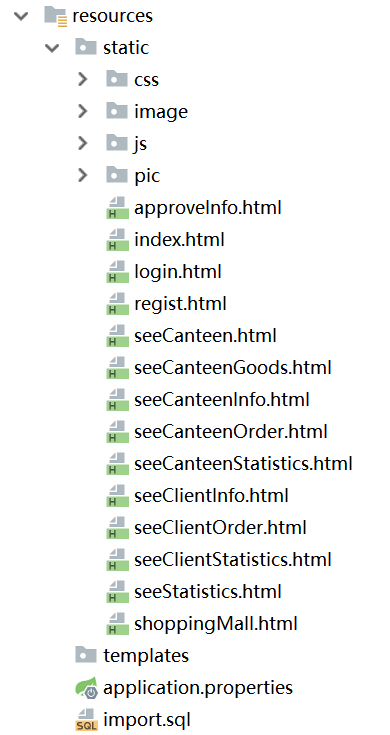 resources
static
css
image
js
pic
approveInfo.html
index.html
login.html
regist.html
seeCanteen.html
seeCanteenGoods.html
seeCanteenInfo.html
seeCanteenOrder.html
seeCanteenStatistics.html
seeClientInfo.html
seeClientOrder.html
seeClientStatistics.html
seeStatistics.html
shoppingMall.html
templates
application.properties
import.sql